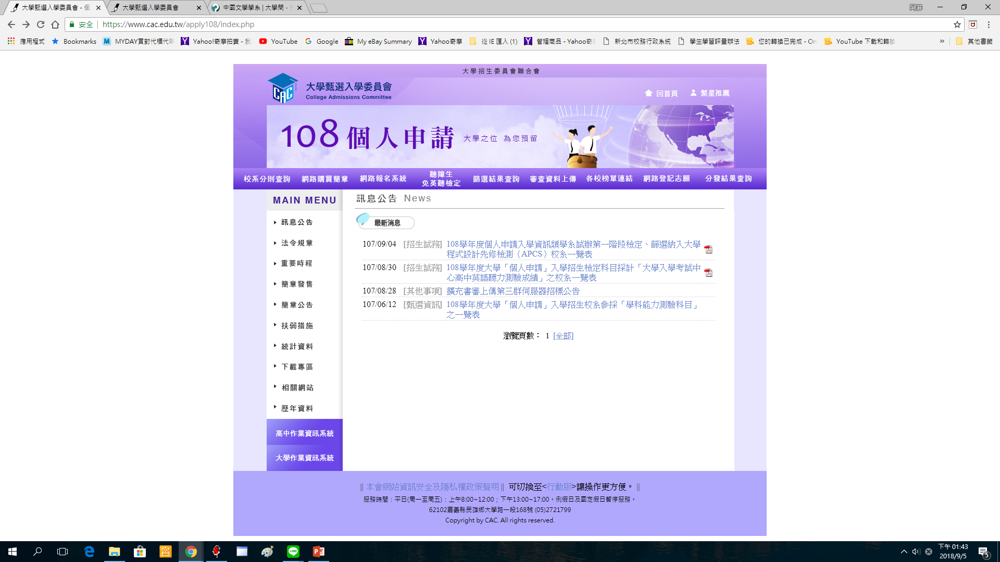 大學甄選入學委員會 - 個
大學甄選入學委員會
中國文學學系 | 大學問 -
阿菲
安全
https://www.cac.edu.tw/apply108/index.php
應用程式
Bookmarks
MYDAY買對代標代
Yahoo!奇摩拍賣 - 我
YouTube
Google
My eBay Summary
Yahoo奇摩
從 IE 匯入 (1)
管理商品 - Yahoo奇
新北市校務行政系統
學生學習評量辦法
您的轉換已完成 - On
YouTube 下載和轉換
»
其他書籤
大學招生委員會聯合會
CAC
大學甄選入學委員會
College Admissions Committee
回首頁
繁星推薦
108 個人申請 大學之位 為您預留
校系分則查詢
網路購買簡章
網路報名系統
聽障生
免英聽檢定
篩選結果查詢
審查資料上傳
各校榜單連結
網路登記志願
分發結果查詢
MAIN MENU
訊息公告
法令規章
重要時程
簡章發售
簡章公告
扶弱措施
統計資料
下載專區
相關網站
歷年資料
高中作業資訊系統
大學作業資訊系統
訊息公告 News
最新消息
107/09/04 [招生試務] 108學年度個人申請入學資訊類學系試辦第一階段檢定、篩選納入大學
程式設計先修檢測（APCS）校系一覽表
107/08/30 [招生試務] 108學年度大學「個人申請」入學招生檢定科目採計「大學入學考試中
心高中英語聽力測驗成績」之校系一覽表
107/08/28 [其他事項] 擴充書審上傳第三群伺服器招標公告
107/06/12 [甄選資訊] 108學年度大學「個人申請」入學招生校系參採「學科能力測驗科目」
之一覽表
瀏覽頁數： 1 [全部]
|| 本會網站資訊安全及隱私權政策聲明 || 可切換至<行動版>讓操作更方便。 ||
服務時間：平日(周一至周五)：上午8:00~12:00；下午13:00~17:00。例假日及國定假日暫停服務。
62102嘉義縣民雄鄉大學路一段168號 (05)2721799
Copyright by CAC. All rights reserved.
LINE
下午 01:43
2018/9/5
5